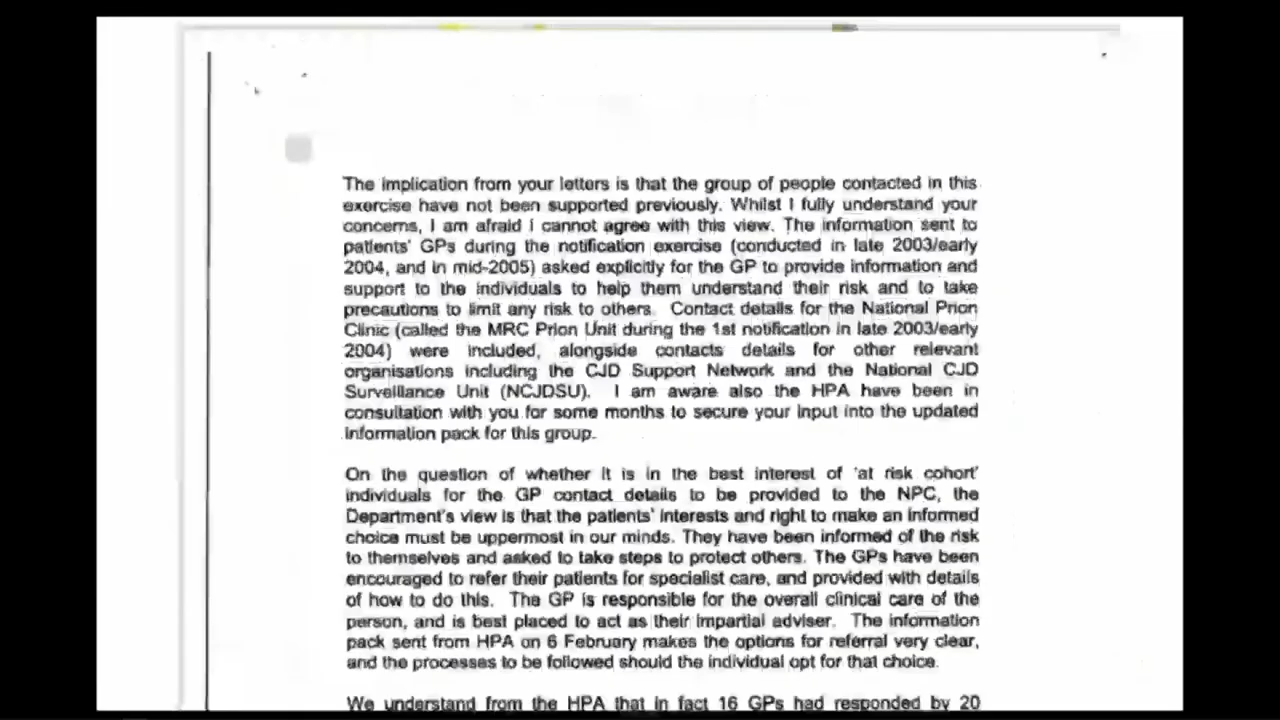 The implication from your letters is that the group of people contacted in this
exercise have not been supported previously. Whilst I fully understand your
concerns, I am afraid I cannot agree with this view. The information sent to
patients' GPs during the notification exercise (conducted in late 2003/early
2004, and in mid-2005) asked explicitly for the GP to provide information and
support to the individuals to help them understand their risk and to take
precautions to limit any risk to others. Contact details for the National Prion
Clinic (called the MRC Prion Unit during the 1st notification in late 2003/early
2004) were included, alongside contacts details for other relevant
organisations including the CJD Support Network and the National CJD
Surveillance Unit (NCJDSU). I am aware also the HPA have been in
consultation with you for some months to secure your input into the updated
information pack for this group.
On the question of whether it is in the best interest of 'at risk cohort'
individuals for the GP contact details to be provided to the NPC, the
Department's view is that the patients' interests and right to make an informed
choice must be uppermost in our minds. They have been informed of the risk
to themselves and asked to take steps to protect others. The GPs have been
encouraged to refer their patients for specialist care, and provided with details
of how to do this. The GP is responsible for the overall clinical care of the
person, and is best placed to act as their impartial adviser. The information
pack sent from HPA on 6 February makes the options for referral very clear,
and the processes to be followed should the individual opt for that choice.
We understand from the HPA that in fact 16 GPs had responded by 20